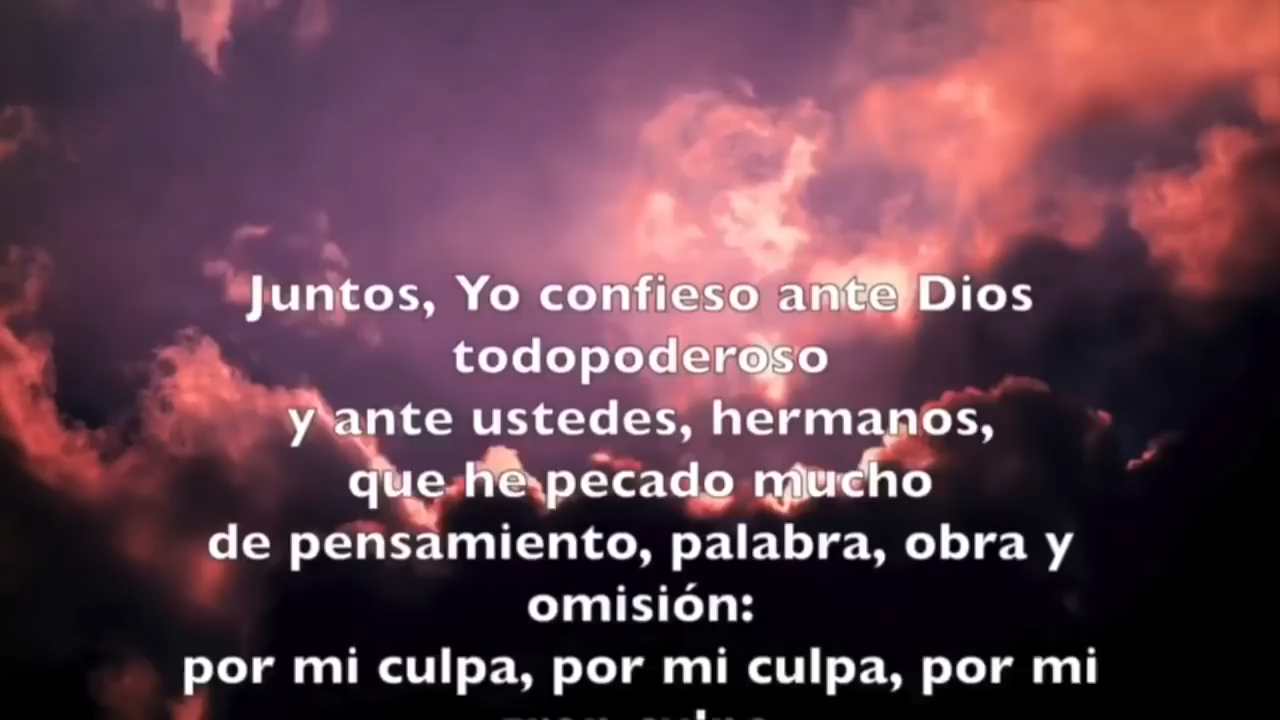 Juntos, Yo confieso ante Dios
todopoderoso
y ante ustedes, hermanos,
que he pecado mucho
de pensamiento, palabra, obra y
omisión:
por mi culpa, por mi culpa, por mi